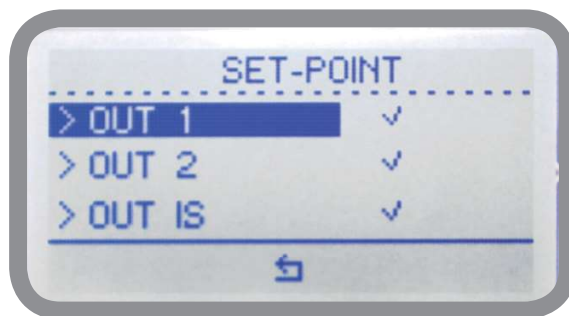 SET-POINT
> OUT 1 ✓
> OUT 2 ✓
> OUT IS ✓